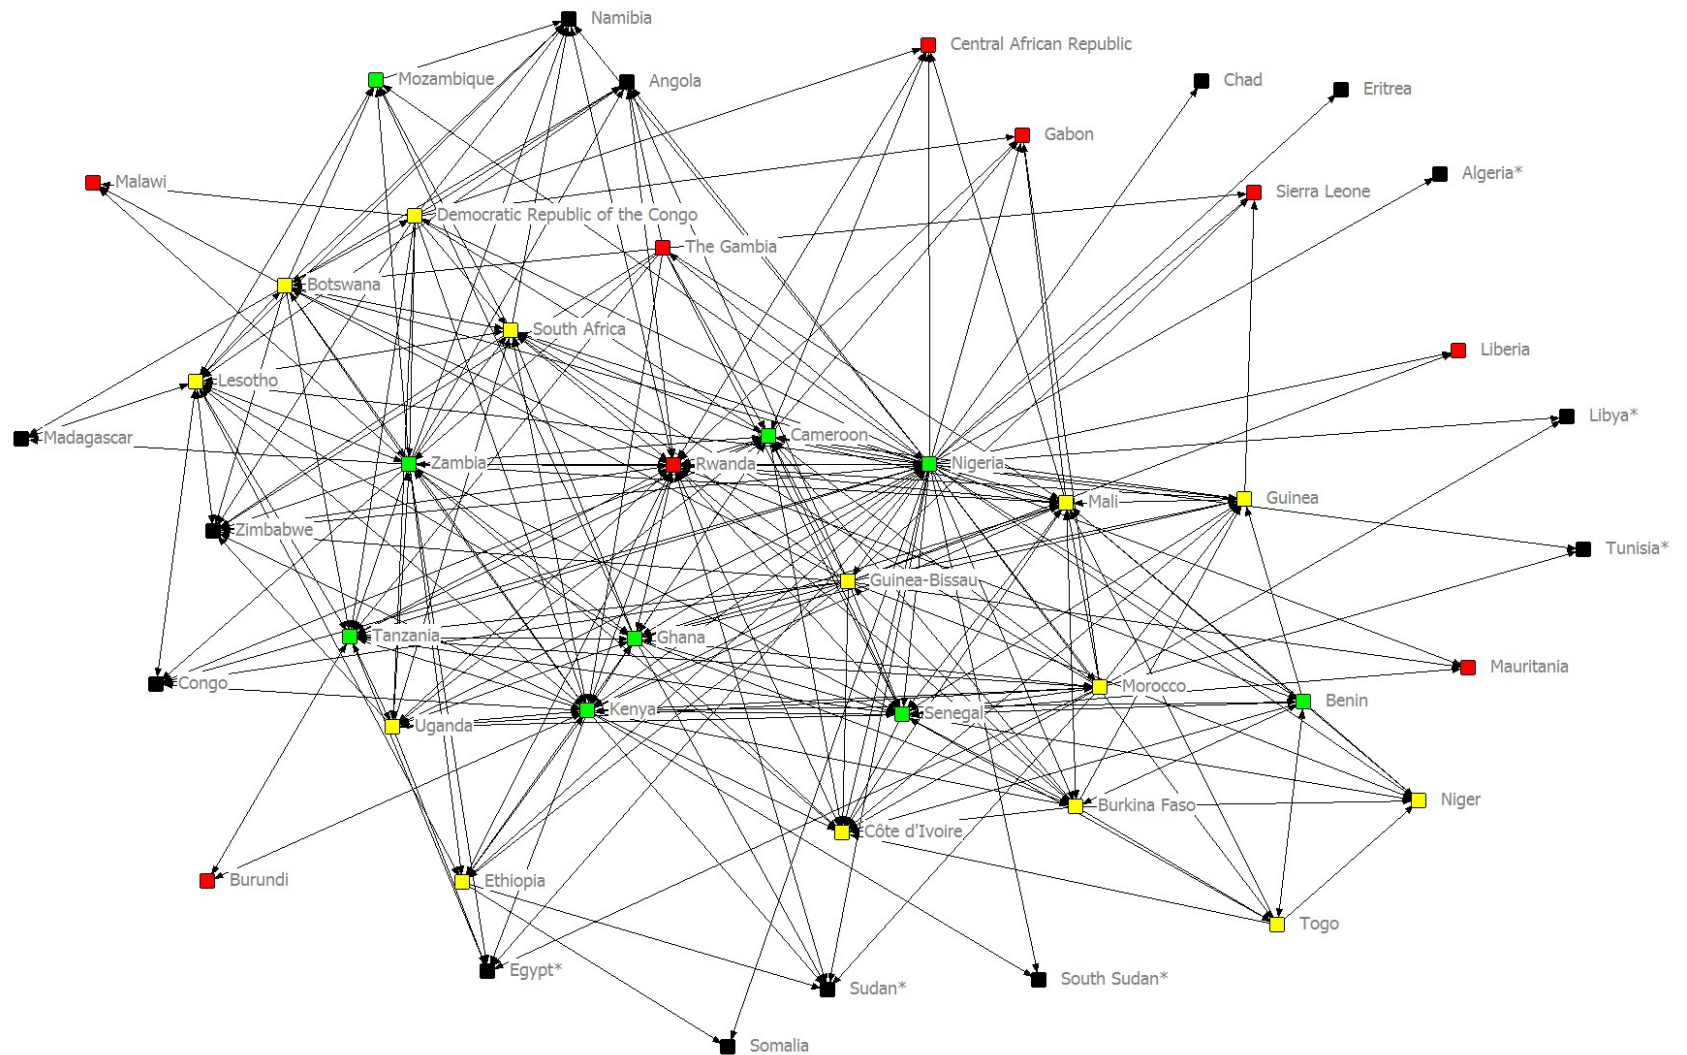 Namibia
Central African Republic
Mozambique
Angola
Chad
Eritrea
Gabon
Algeria*
Malawi
Sierra Leone
Democratic Republic of the Congo
The Gambia
Botswana
South Africa
Liberia
Lesotho
Libya*
Madagascar
Cameroon
Zambia
Rwanda
Nigeria
Mali
Guinea
Zimbabwe
Tunisia*
Guinea-Bissau
Tanzania
Ghana
Mauritania
Congo
Morocco
Benin
Kenya
Senegal
Uganda
Niger
Burkina Faso
Côte d'Ivoire
Burundi
Ethiopia
Togo
Egypt*
South Sudan*
Sudan*
Somalia